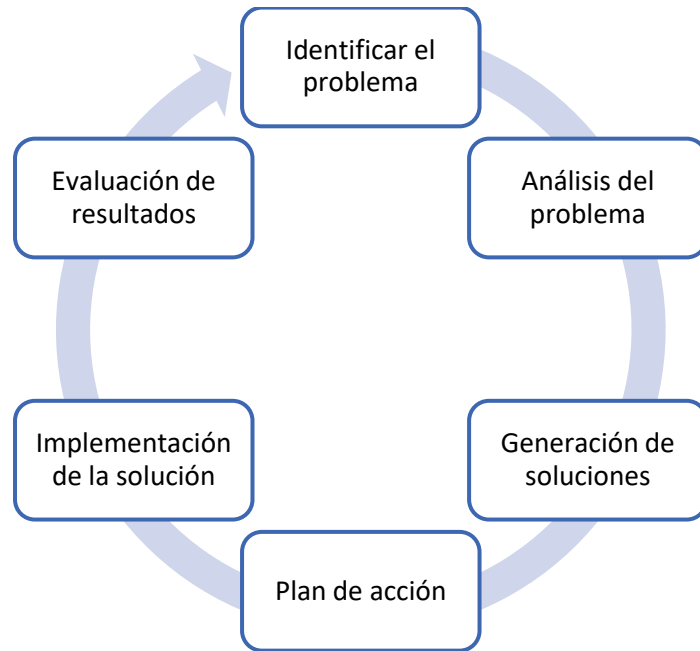 Identificar el
problema
Análisis del
problema
Generación de
soluciones
Plan de acción
Implementación
de la solución
Evaluación de
resultados